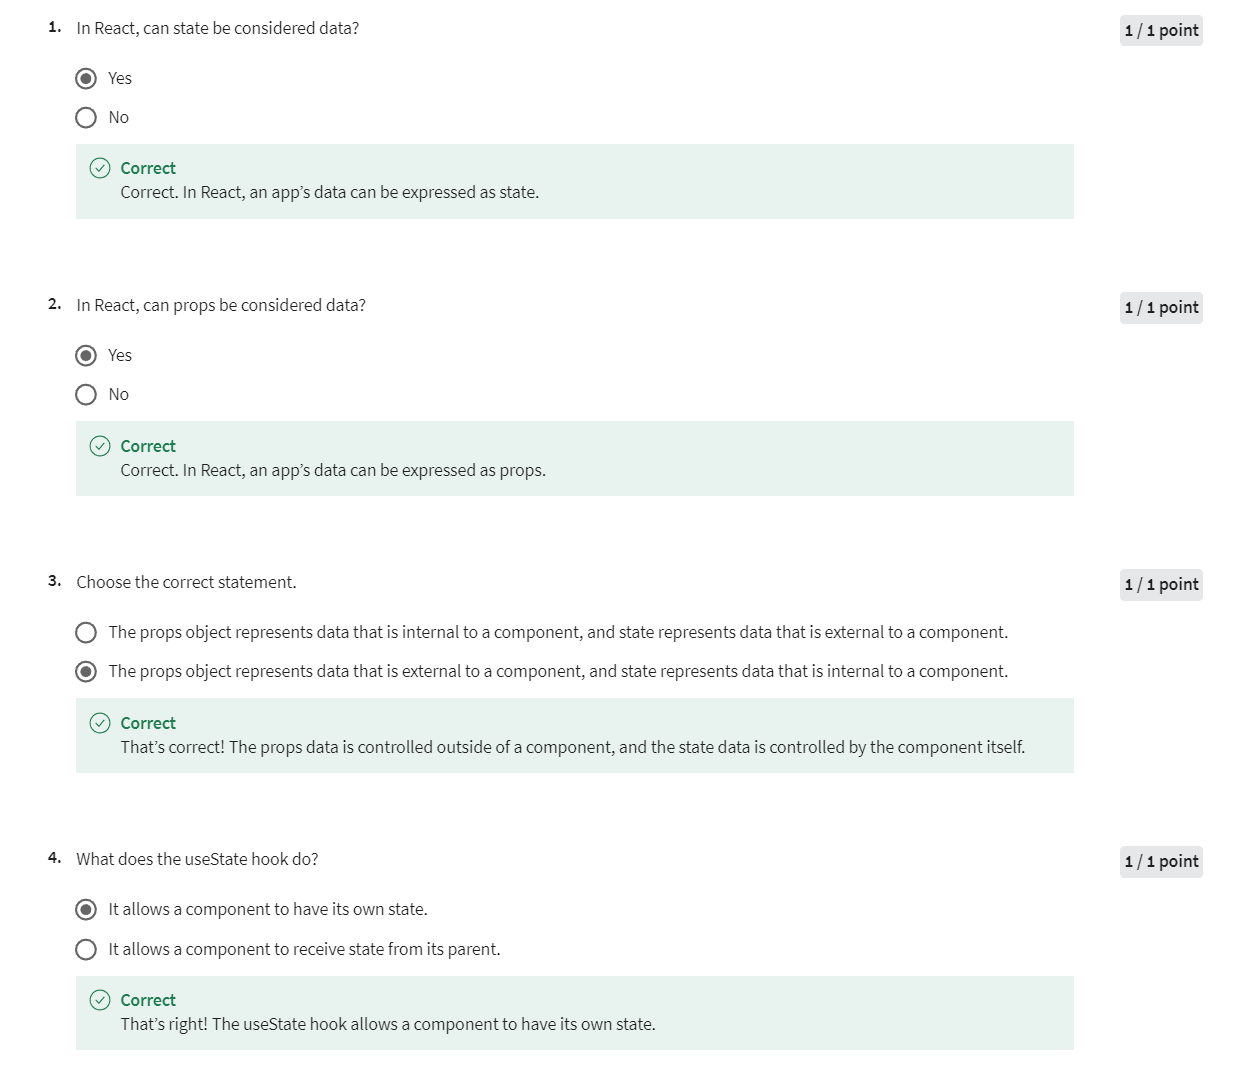 1. In React, can state be considered data?
1 / 1 point
Yes
No
Correct
Correct. In React, an app’s data can be expressed as state.
2. In React, can props be considered data?
1 / 1 point
Yes
No
Correct
Correct. In React, an app’s data can be expressed as props.
3. Choose the correct statement.
1 / 1 point
The props object represents data that is internal to a component, and state represents data that is external to a component.
The props object represents data that is external to a component, and state represents data that is internal to a component.
Correct
That’s correct! The props data is controlled outside of a component, and the state data is controlled by the component itself.
4. What does the useState hook do?
1 / 1 point
It allows a component to have its own state.
It allows a component to receive state from its parent.
Correct
That’s right! The useState hook allows a component to have its own state.